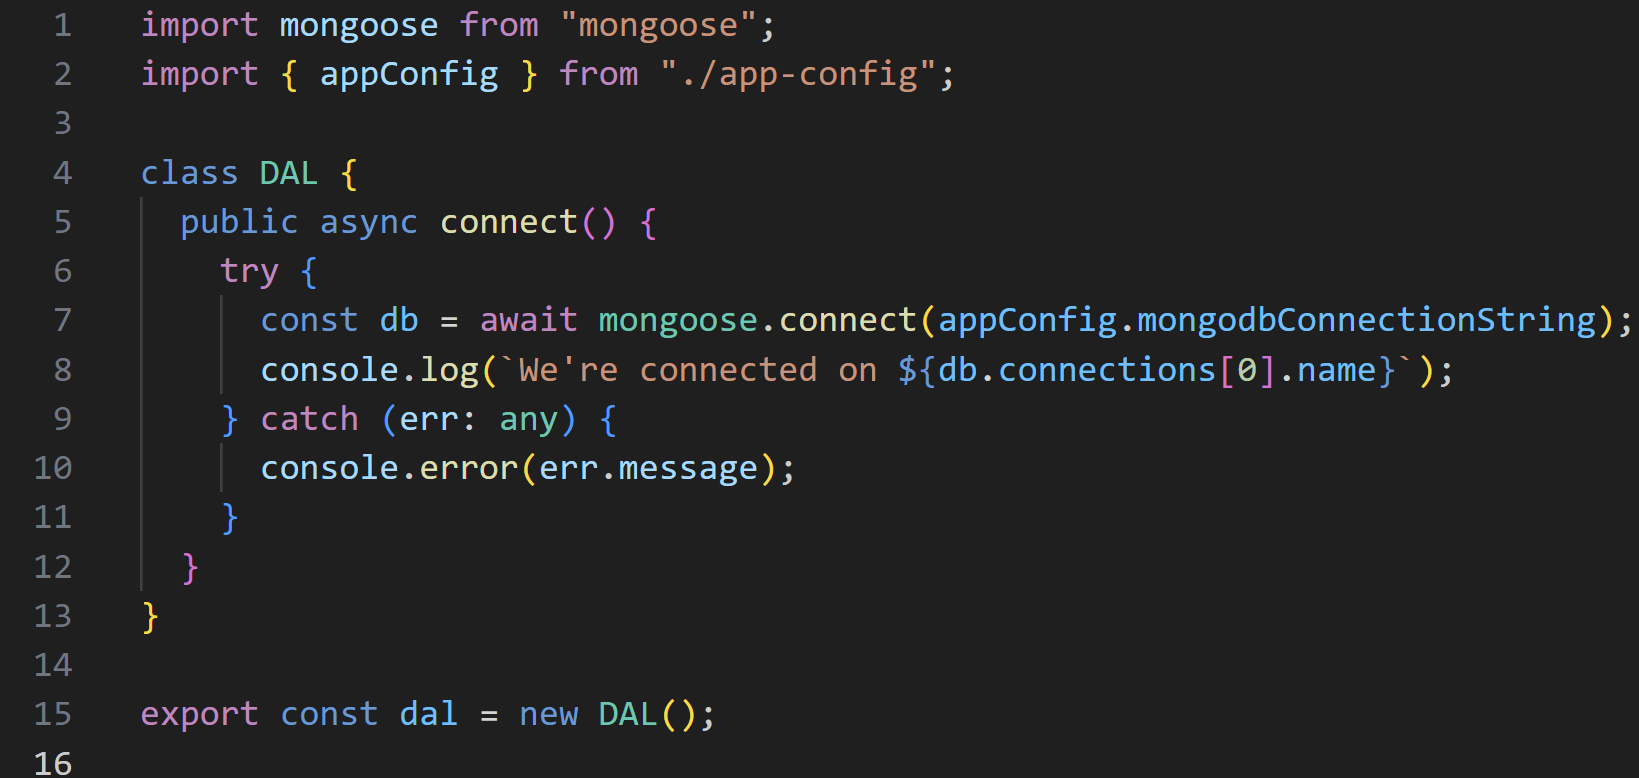 1 import mongoose from "mongoose";
2 import { appConfig } from "./app-config";
3
4 class DAL {
5   public async connect() {
6     try {
7       const db = await mongoose.connect(appConfig.mongodbConnectionString);
8       console.log(`We're connected on ${db.connections[0].name}`);
9     } catch (err: any) {
10       console.error(err.message);
11     }
12   }
13 }
14
15 export const dal = new DAL();
16